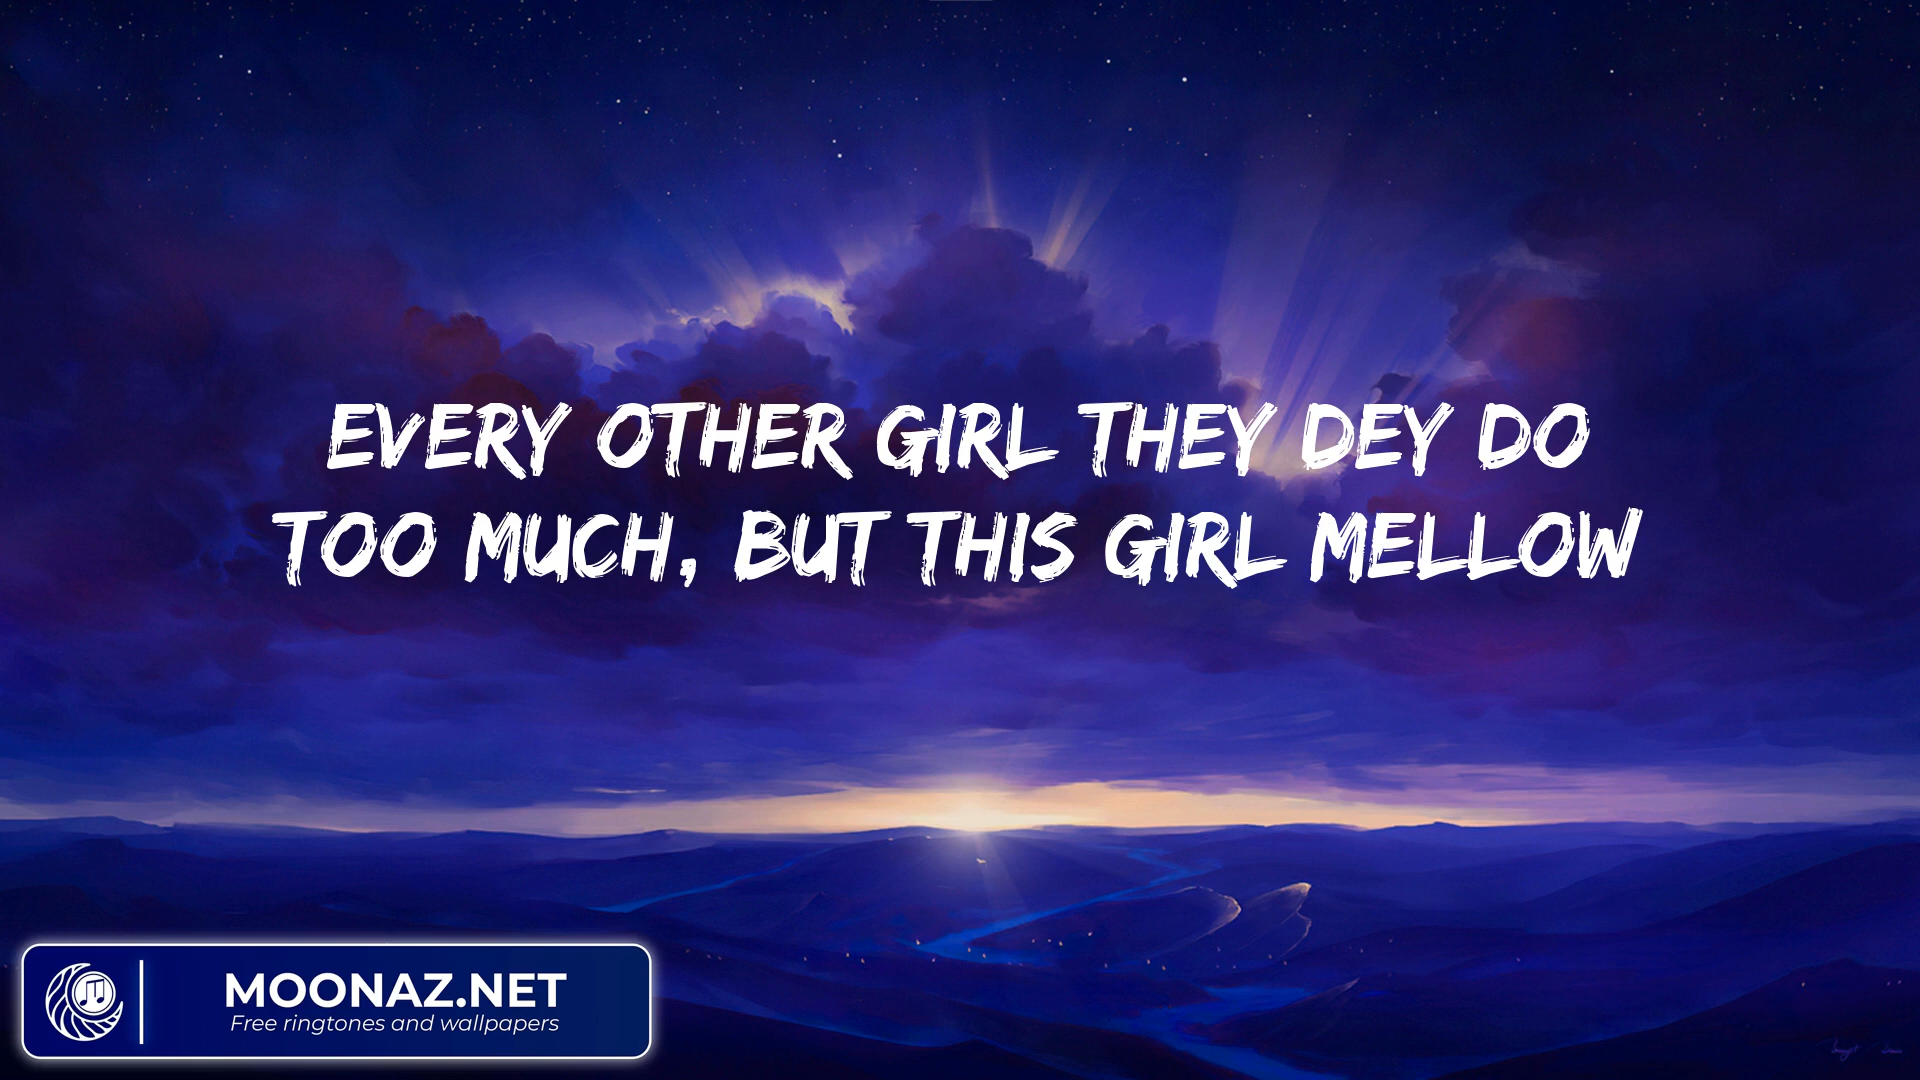 EVERY OTHER GIRL THEY DEY DO
TOO MUCH, BUT THIS GIRL MELLOW
MOONAZ.NET
Free ringtones and wallpapers